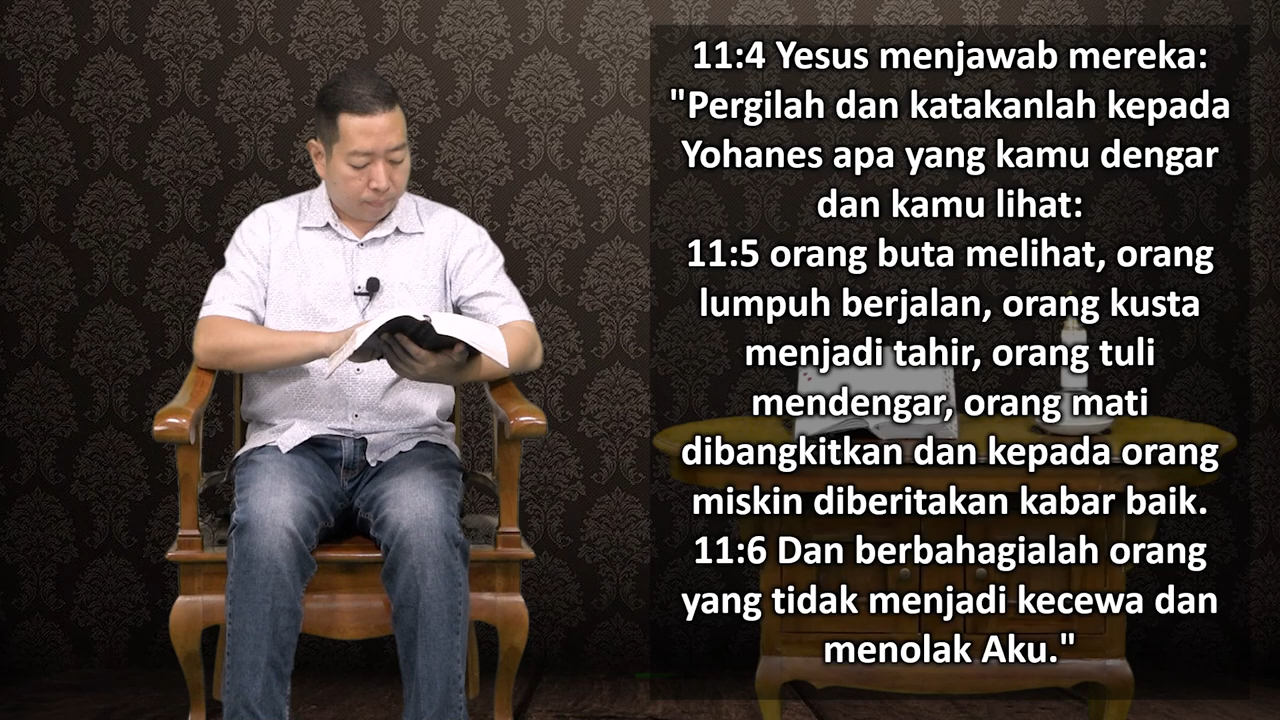 11:4 Yesus menjawab mereka:
"Pergilah dan katakanlah kepada
Yohanes apa yang kamu dengar
dan kamu lihat:
11:5 orang buta melihat, orang
lumpuh berjalan, orang kusta
menjadi tahir, orang tuli
mendengar, orang mati
dibangkitkan dan kepada orang
miskin diberitakan kabar baik.
11:6 Dan berbahagialah orang
yang tidak menjadi kecewa dan
menolak Aku."